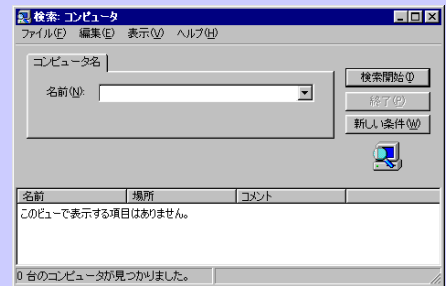 検索: コンピュータ
ファイル(F) 編集(E) 表示(V) ヘルプ(H)
コンピュータ名
名前(N):
検索開始(I)
終了(P)
新しい条件(W)
名前 場所 コメント
このビューで表示する項目はありません。
0 台のコンピュータが見つかりました。